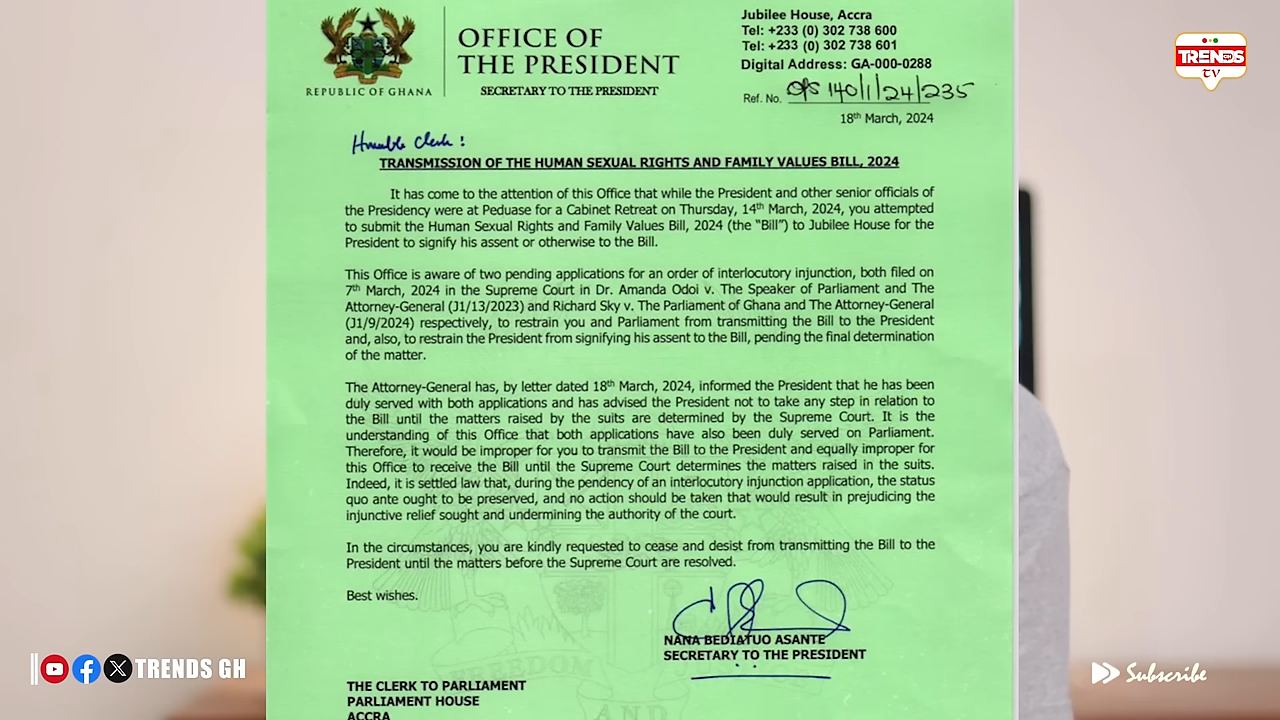 REPUBLIC OF GHANA
OFFICE OF
THE PRESIDENT
SECRETARY TO THE PRESIDENT
Jubilee House, Accra
Tel: +233 (0) 302 738 600
Tel: +233 (0) 302 738 601
Digital Address: GA-000-0288
Ref. No. OPS 140/1/24/235
18th March, 2024
TRENDS
TV
Humble Clerk :
TRANSMISSION OF THE HUMAN SEXUAL RIGHTS AND FAMILY VALUES BILL, 2024
It has come to the attention of this Office that while the President and other senior officials of
the Presidency were at Peduase for a Cabinet Retreat on Thursday, 14th March, 2024, you attempted
to submit the Human Sexual Rights and Family Values Bill, 2024 (the “Bill”) to Jubilee House for the
President to signify his assent or otherwise to the Bill.
This Office is aware of two pending applications for an order of interlocutory injunction, both filed on
7th March, 2024 in the Supreme Court in Dr. Amanda Odoi v. The Speaker of Parliament and The
Attorney-General (J1/13/2023) and Richard Sky v. The Parliament of Ghana and The Attorney-General
(J1/9/2024) respectively, to restrain you and Parliament from transmitting the Bill to the President
and, also, to restrain the President from signifying his assent to the Bill, pending the final determination
of the matter.
The Attorney-General has, by letter dated 18th March, 2024, informed the President that he has been
duly served with both applications and has advised the President not to take any step in relation to
the Bill until the matters raised by the suits are determined by the Supreme Court. It is the
understanding of this Office that both applications have also been duly served on Parliament.
Therefore, it would be improper for you to transmit the Bill to the President and equally improper for
this Office to receive the Bill until the Supreme Court determines the matters raised in the suits.
Indeed, it is settled law that, during the pendency of an interlocutory injunction application, the status
quo ante ought to be preserved, and no action should be taken that would result in prejudicing the
injunctive relief sought and undermining the authority of the court.
In the circumstances, you are kindly requested to cease and desist from transmitting the Bill to the
President until the matters before the Supreme Court are resolved.
Best wishes.
NANA BEDIATUO ASANTE
SECRETARY TO THE PRESIDENT
THE CLERK TO PARLIAMENT
PARLIAMENT HOUSE
ACCRA
FREEDOM
AND
TRENDS GH
Subscribe